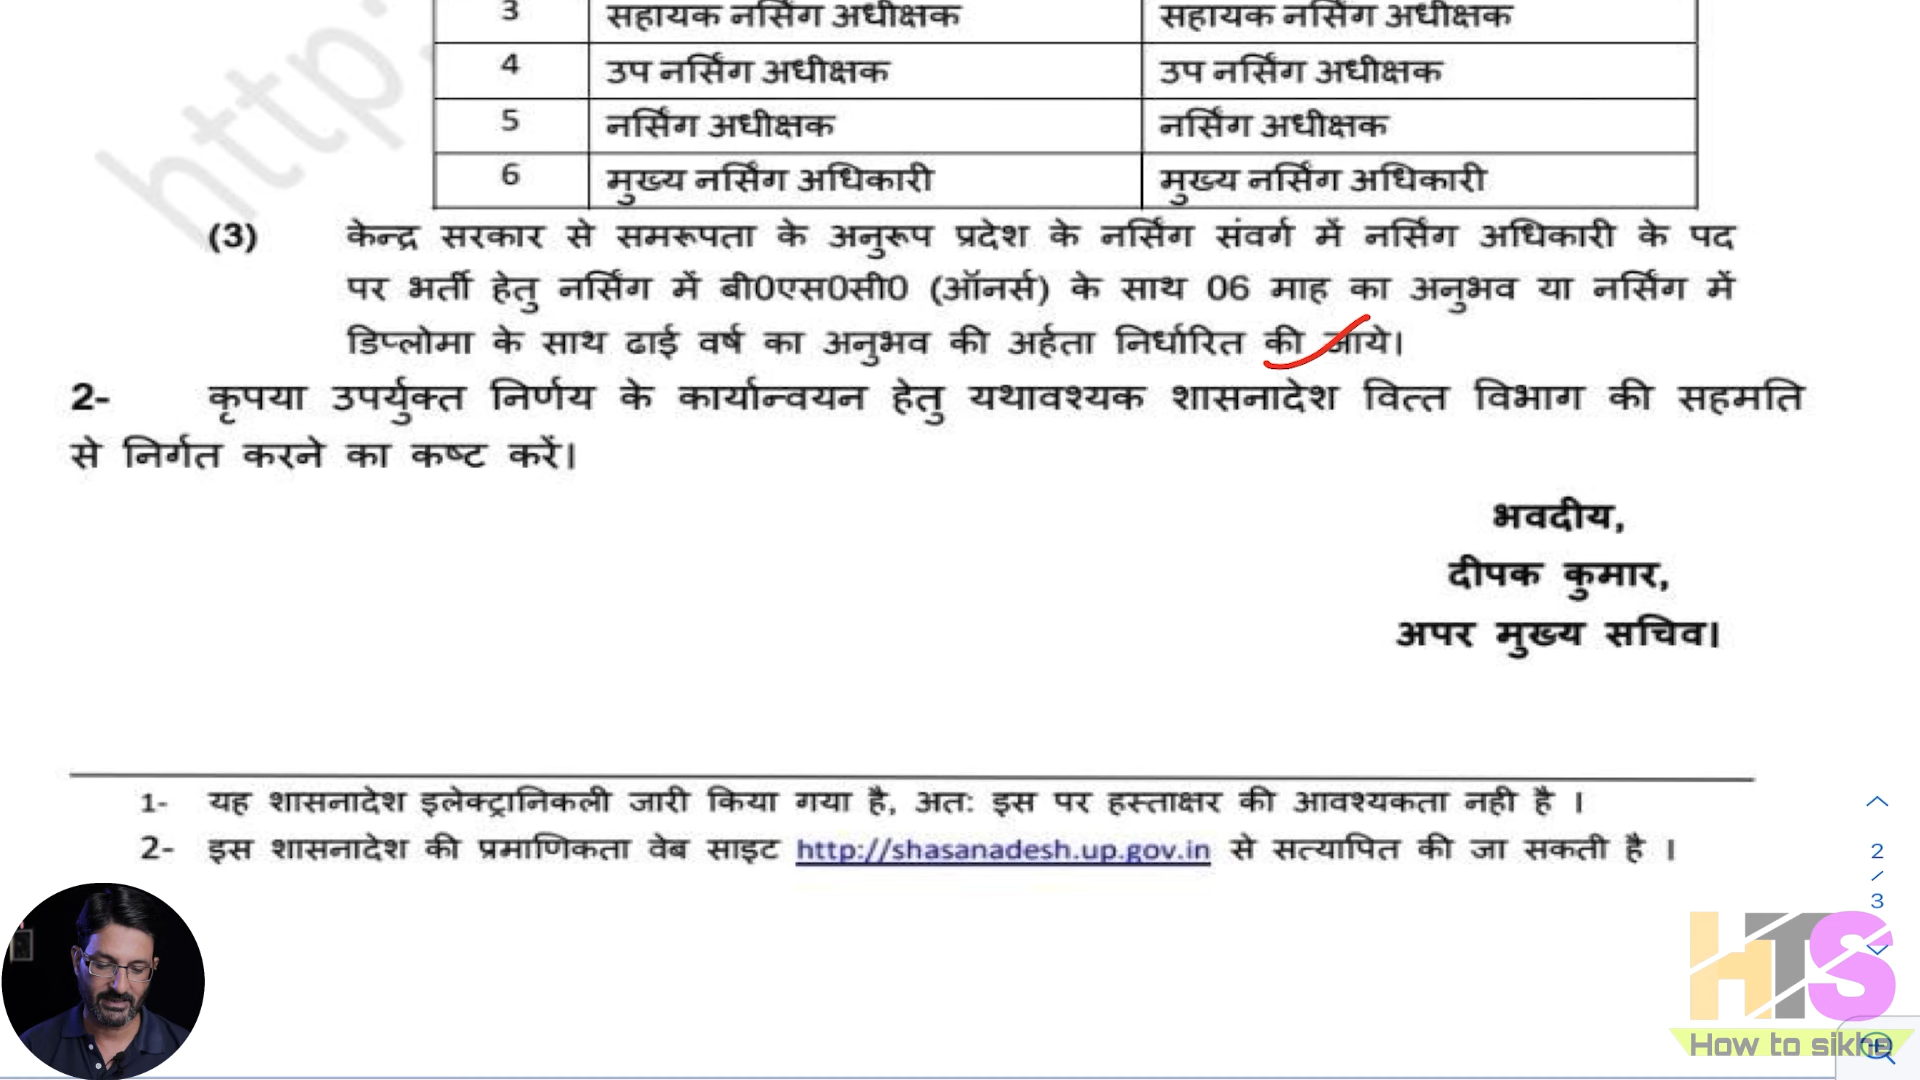 http:
3 सहायक नर्सिंग अधीक्षक सहायक नर्सिंग अधीक्षक
4 उप नर्सिंग अधीक्षक उप नर्सिंग अधीक्षक
5 नर्सिंग अधीक्षक नर्सिंग अधीक्षक
6 मुख्य नर्सिंग अधिकारी मुख्य नर्सिंग अधिकारी
(3) केन्द्र सरकार से समरूपता के अनुरूप प्रदेश के नर्सिंग संवर्ग में नर्सिंग अधिकारी के पद
पर भर्ती हेतु नर्सिंग में बी0एस0सी0 (ऑनर्स) के साथ 06 माह का अनुभव या नर्सिंग में
डिप्लोमा के साथ ढाई वर्ष का अनुभव की अर्हता निर्धारित की जाये।
2- कृपया उपर्युक्त निर्णय के कार्यान्वयन हेतु यथावश्यक शासनादेश वित्त विभाग की सहमति
से निर्गत करने का कष्ट करें।
भवदीय,
दीपक कुमार,
अपर मुख्य सचिव।
1- यह शासनादेश इलेक्ट्रानिकली जारी किया गया है, अतः इस पर हस्ताक्षर की आवश्यकता नही है ।
2- इस शासनादेश की प्रमाणिकता वेब साइट http://shasanadesh.up.gov.in से सत्यापित की जा सकती है ।
2
/
3
HTS
How to sikhe